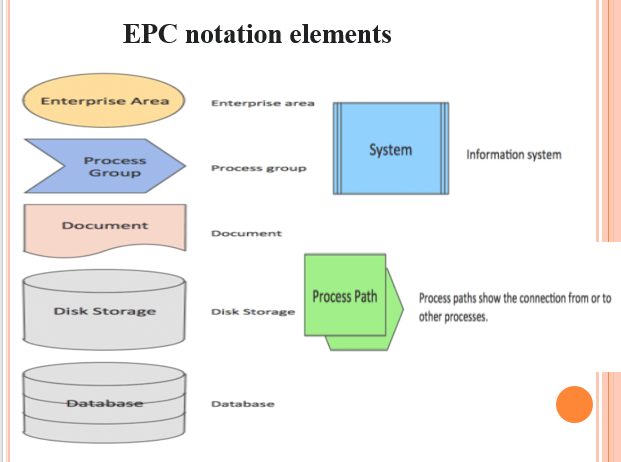 EPC notation elements
Enterprise Area
Enterprise area
Process
Group
Process group
Document
Document
Disk Storage
Disk Storage
Database
Database
System
Information system
Process Path
Process paths show the connection from or to
other processes.